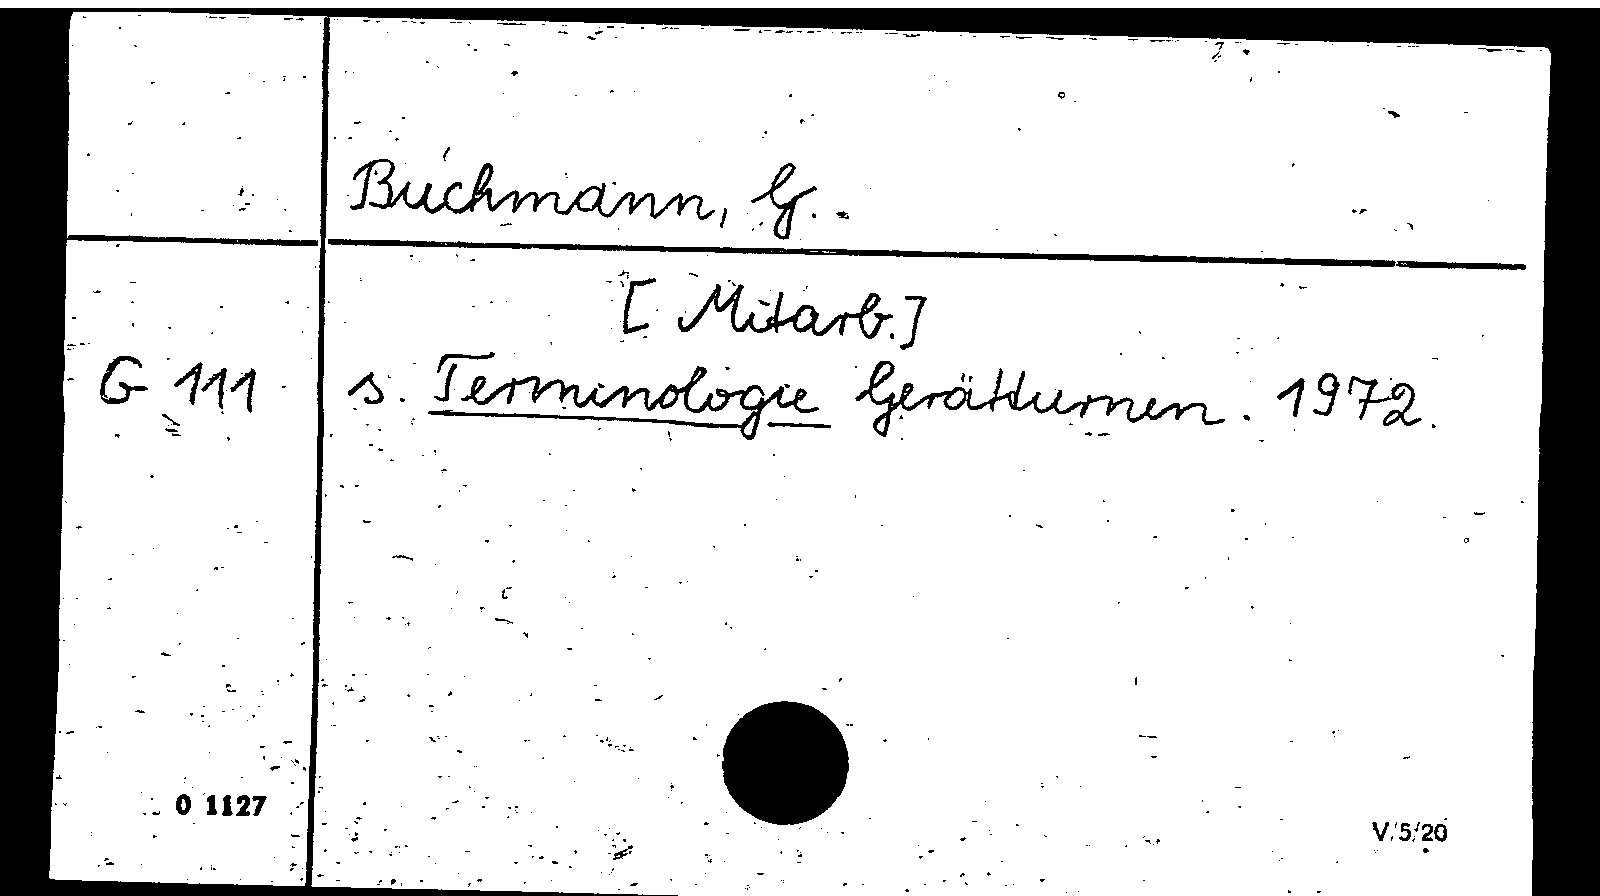 Buchmann, G.
[Mitarb.]
G 111 s. Terminologie Gerätturnen. 1972.
0 1127
V/5/20